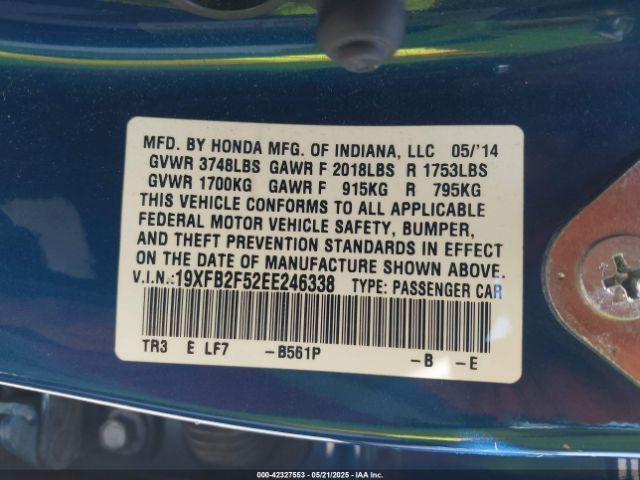 MFD. BY HONDA MFG. OF INDIANA, LLC 05/'14
GVWR 3748LBS GAWR F 2018LBS R 1753LBS
GVWR 1700KG GAWR F 915KG R 795KG
THIS VEHICLE CONFORMS TO ALL APPLICABLE
FEDERAL MOTOR VEHICLE SAFETY, BUMPER,
AND THEFT PREVENTION STANDARDS IN EFFECT
ON THE DATE OF MANUFACTURE SHOWN ABOVE.
V.I.N.:19XFB2F52EE246338 TYPE: PASSENGER CAR
TR3 E LF7 -B561P -B -E
000-42327553 - 05/21/2025 - IAA Inc.